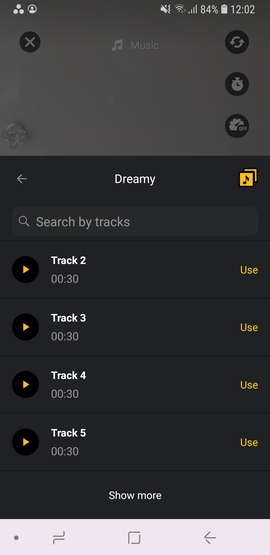 84% 12:02
Music
OFF
Dreamy
Search by tracks
Track 2
00:30
Use
Track 3
00:30
Use
Track 4
00:30
Use
Track 5
00:30
Use
Show more